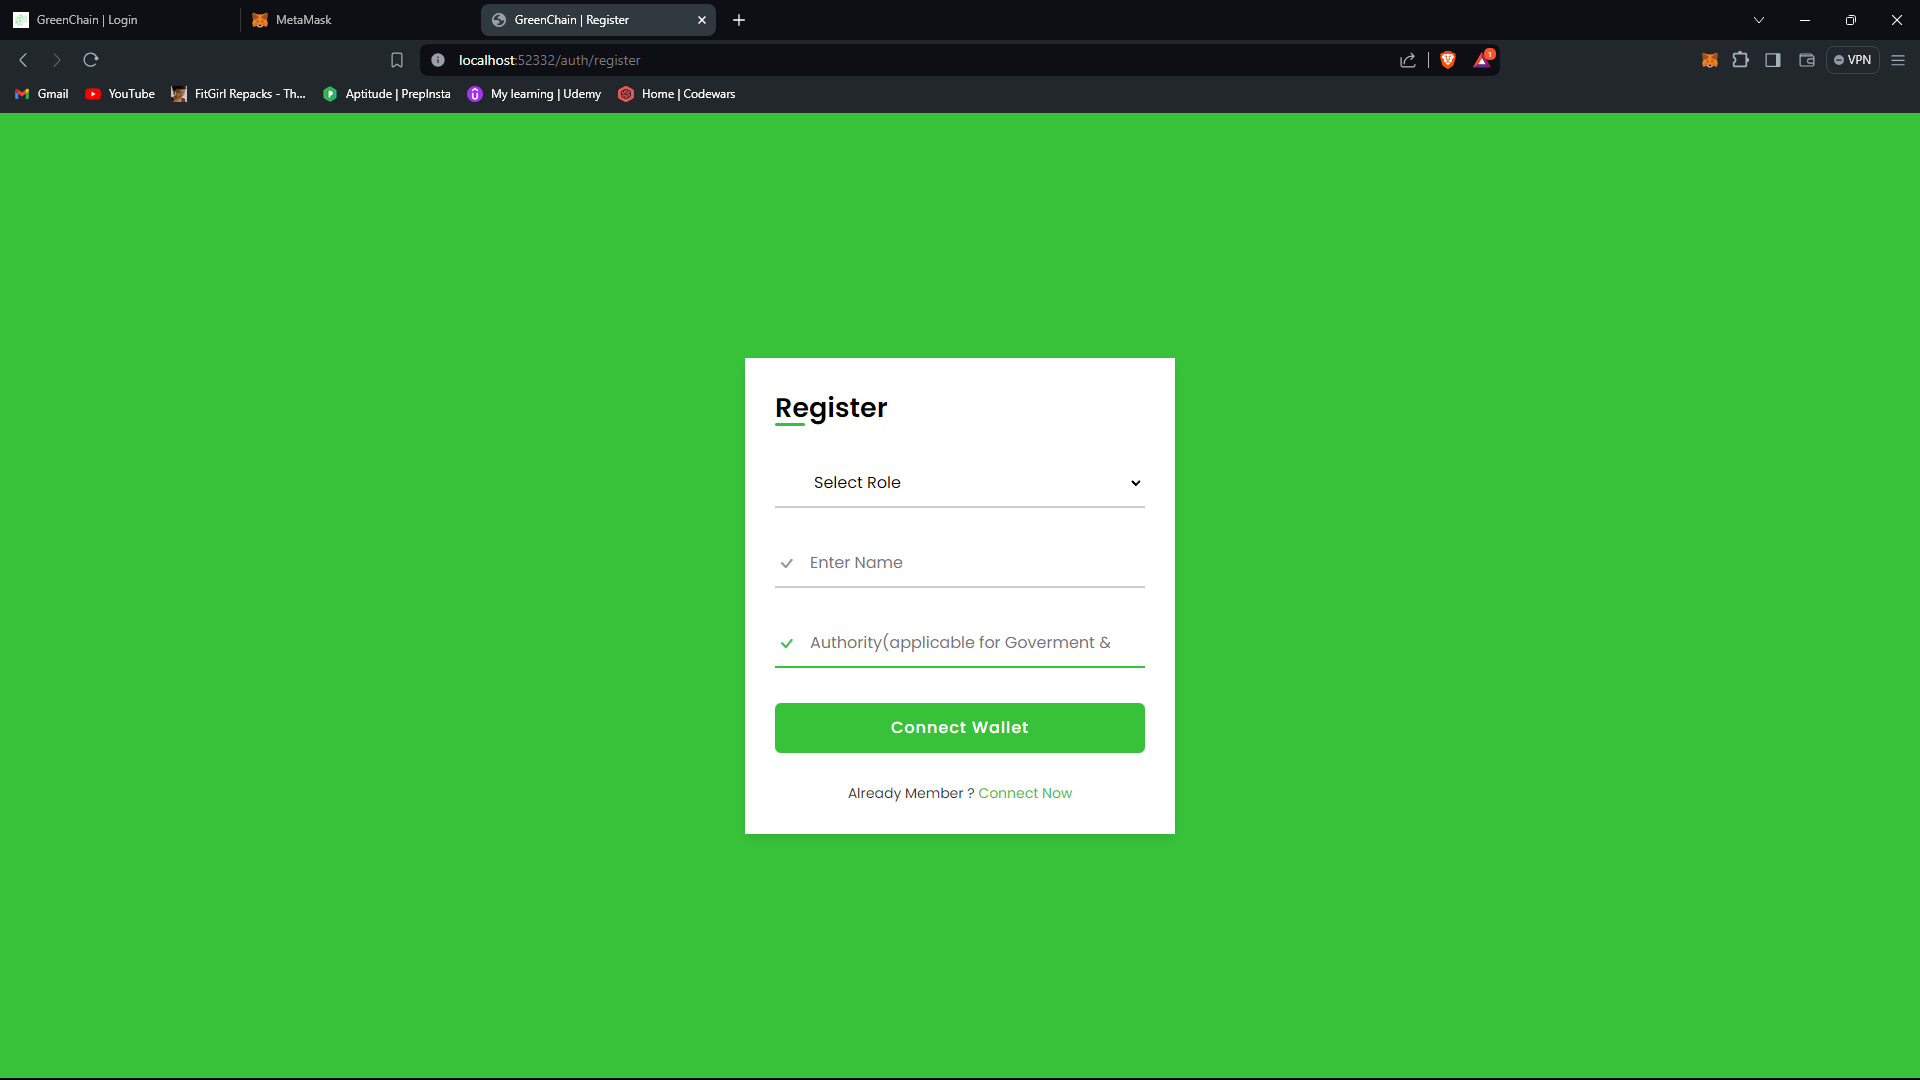 GreenChain | Login
MetaMask
GreenChain | Register
localhost:52332/auth/register
1
VPN
Gmail
YouTube
FitGirl Repacks - Th...
Aptitude | PrepInsta
My learning | Udemy
Home | Codewars
Register
Select Role
Enter Name
Authority(applicable for Goverment &
Connect Wallet
Already Member ? Connect Now